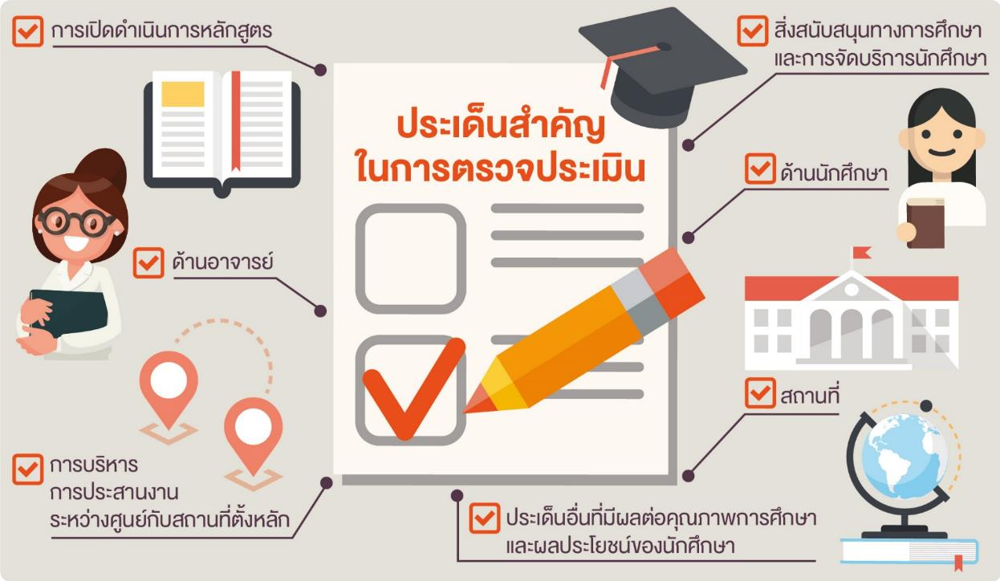 ประเด็นสำคัญ
ในการตรวจประเมิน
การเปิดดำเนินการหลักสูตร
ด้านอาจารย์
การบริหาร
การประสานงาน
ระหว่างศูนย์กับสถานที่ตั้งหลัก
สิ่งสนับสนุนทางการศึกษา
และการจัดบริการนักศึกษา
ด้านนักศึกษา
สถานที่
ประเด็นอื่นที่มีผลต่อคุณภาพการศึกษา
และผลประโยชน์ของนักศึกษา